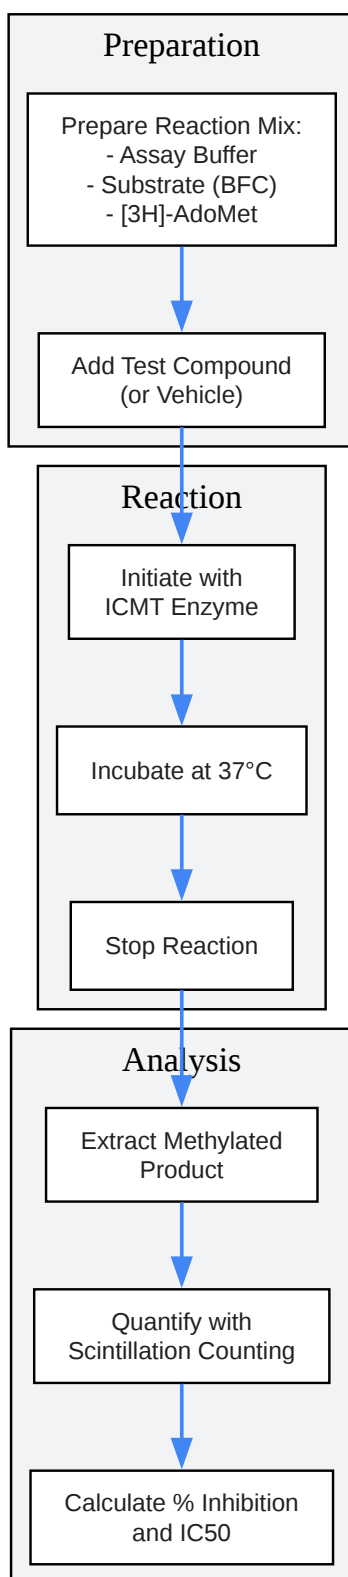 Preparation
Prepare Reaction Mix:
- Assay Buffer
- Substrate (BFC)
- [3H]-AdoMet
Add Test Compound
(or Vehicle)
Reaction
Initiate with
ICMT Enzyme
Incubate at 37°C
Stop Reaction
Analysis
Extract Methylated
Product
Quantify with
Scintillation Counting
Calculate % Inhibition
and IC50